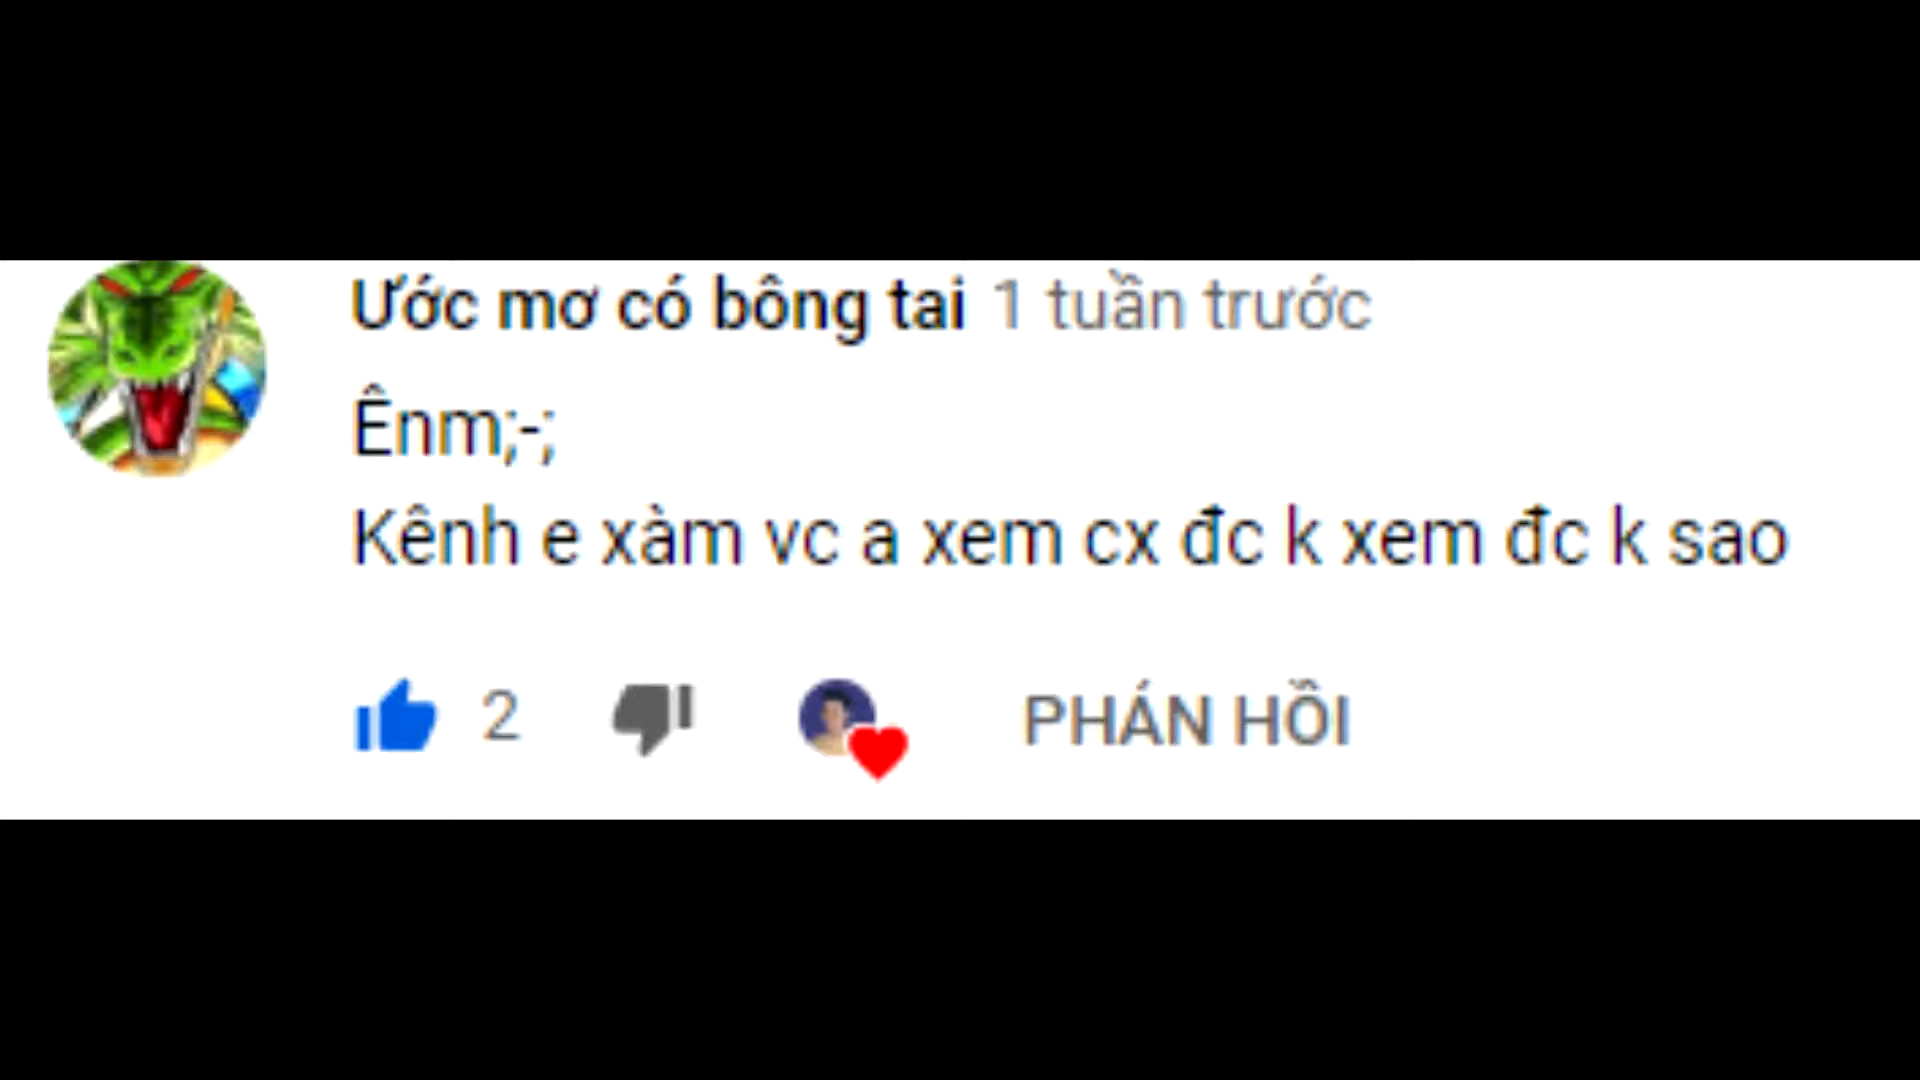 Ước mơ có bông tai 1 tuần trước
Ênm;-;
Kênh e xàm vc a xem cx đc k xem đc k sao
2
PHẢN HỒI